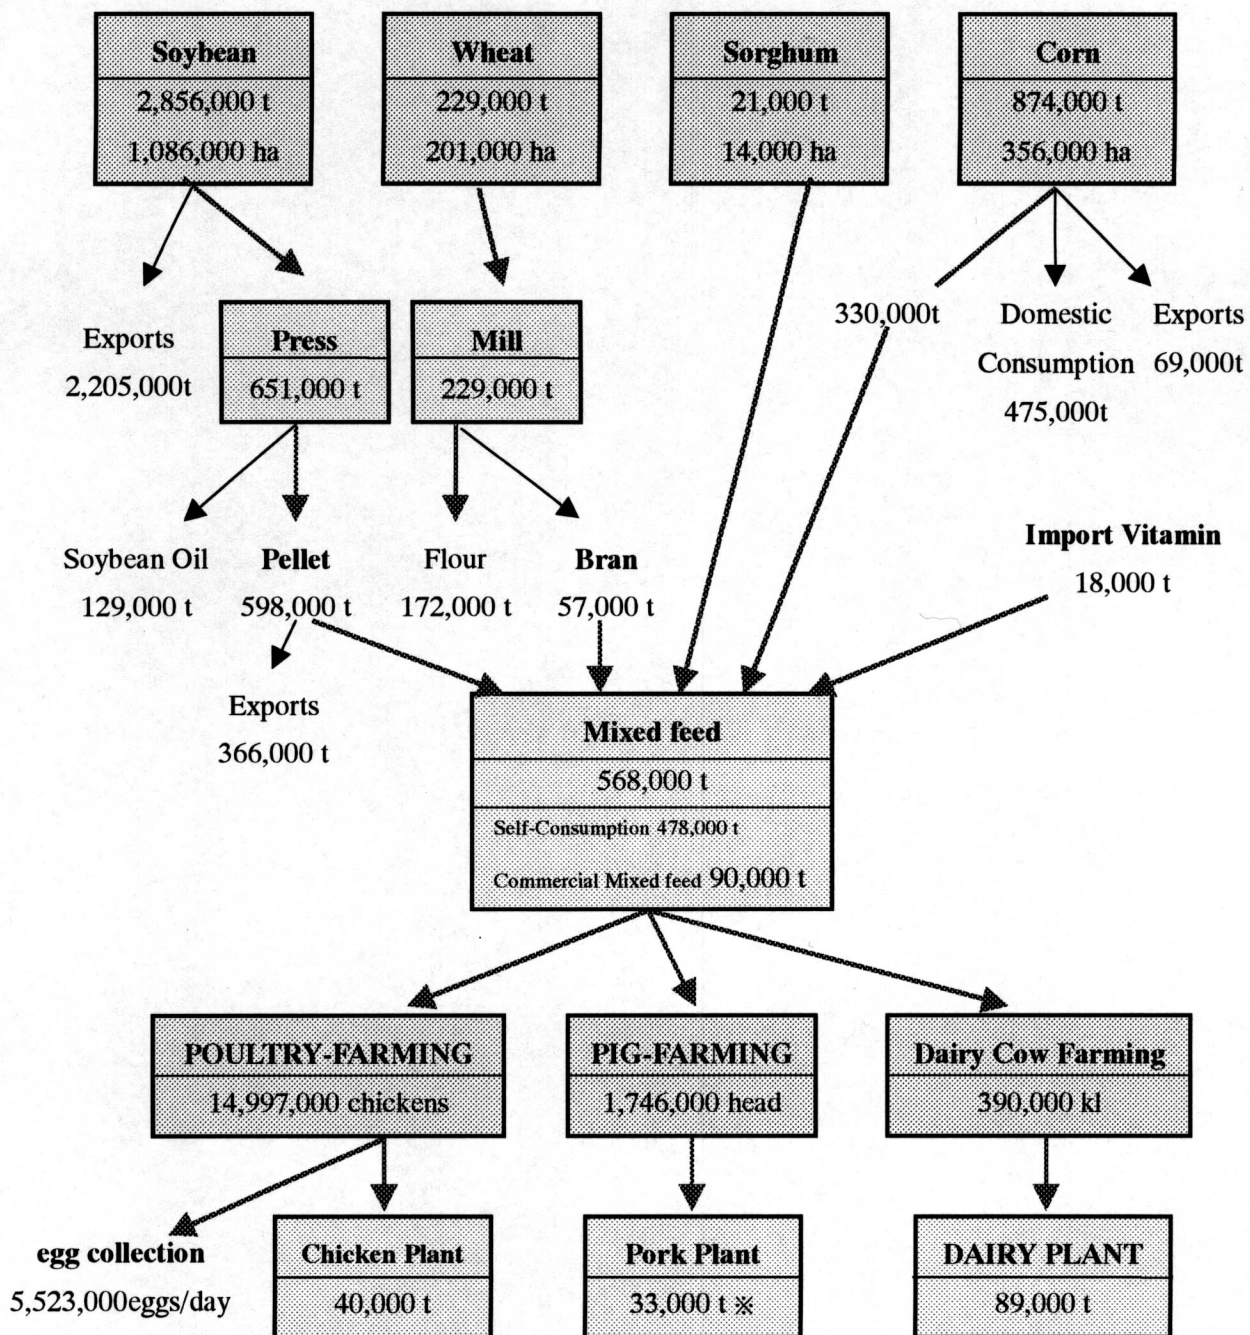 Soybean
2,856,000 t
1,086,000 ha
Wheat
229,000 t
201,000 ha
Sorghum
21,000 t
14,000 ha
Corn
874,000 t
356,000 ha
Exports
2,205,000t
Press
651,000 t
Mill
229,000 t
330,000t
Domestic
Consumption
475,000t
Exports
69,000t
Soybean Oil
129,000 t
Pellet
598,000 t
Flour
172,000 t
Bran
57,000 t
Import Vitamin
18,000 t
Exports
366,000 t
Mixed feed
568,000 t
Self-Consumption 478,000 t
Commercial Mixed feed 90,000 t
POULTRY-FARMING
14,997,000 chickens
PIG-FARMING
1,746,000 head
Dairy Cow Farming
390,000 kl
egg collection
5,523,000eggs/day
Chicken Plant
40,000 t
Pork Plant
33,000 t ※
DAIRY PLANT
89,000 t